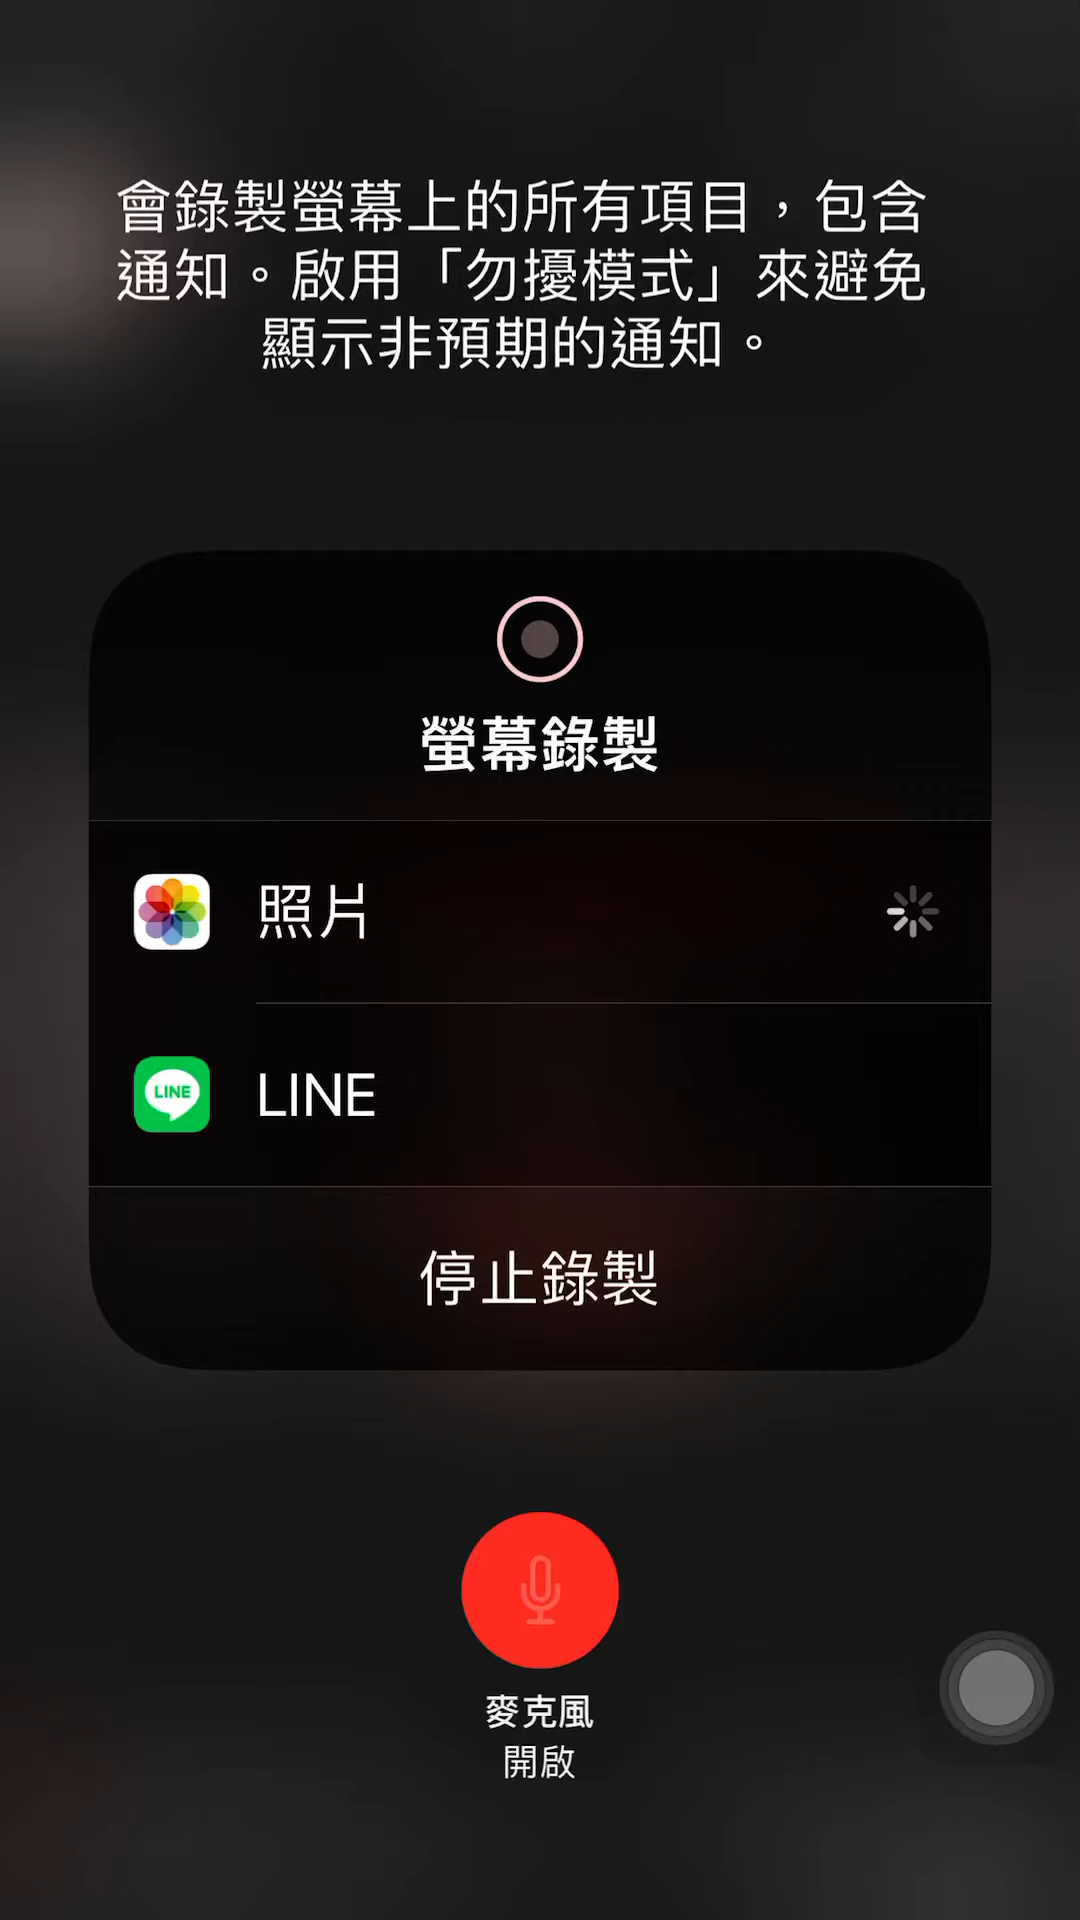 會錄製螢幕上的所有項目，包含
通知。啟用「勿擾模式」來避免
顯示非預期的通知。
螢幕錄製
照片
LINE
LINE
停止錄製
麥克風
開啟